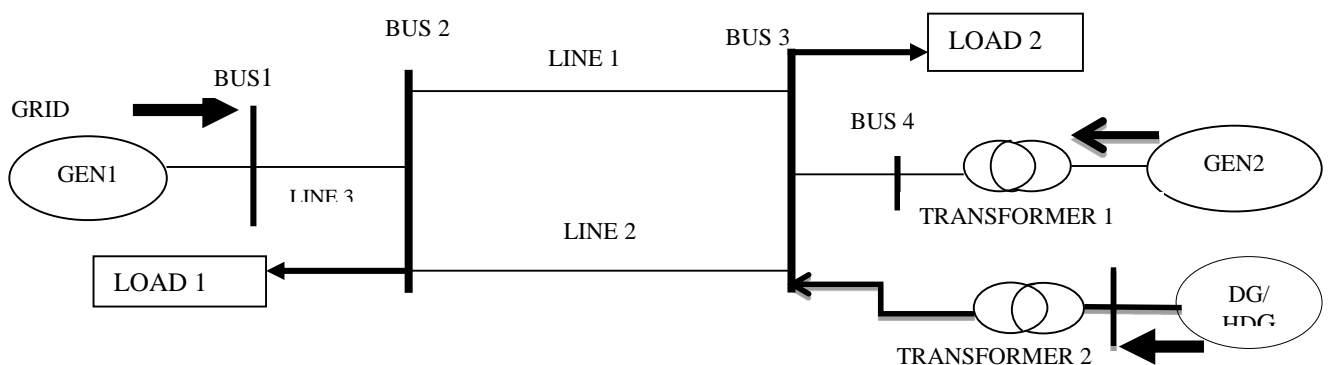 BUS 2
BUS 3
LINE 1
LOAD 2
BUS1
GRID
BUS 4
GEN1
GEN2
LINE 3
TRANSFORMER 1
LINE 2
LOAD 1
DG/
HDG
TRANSFORMER 2